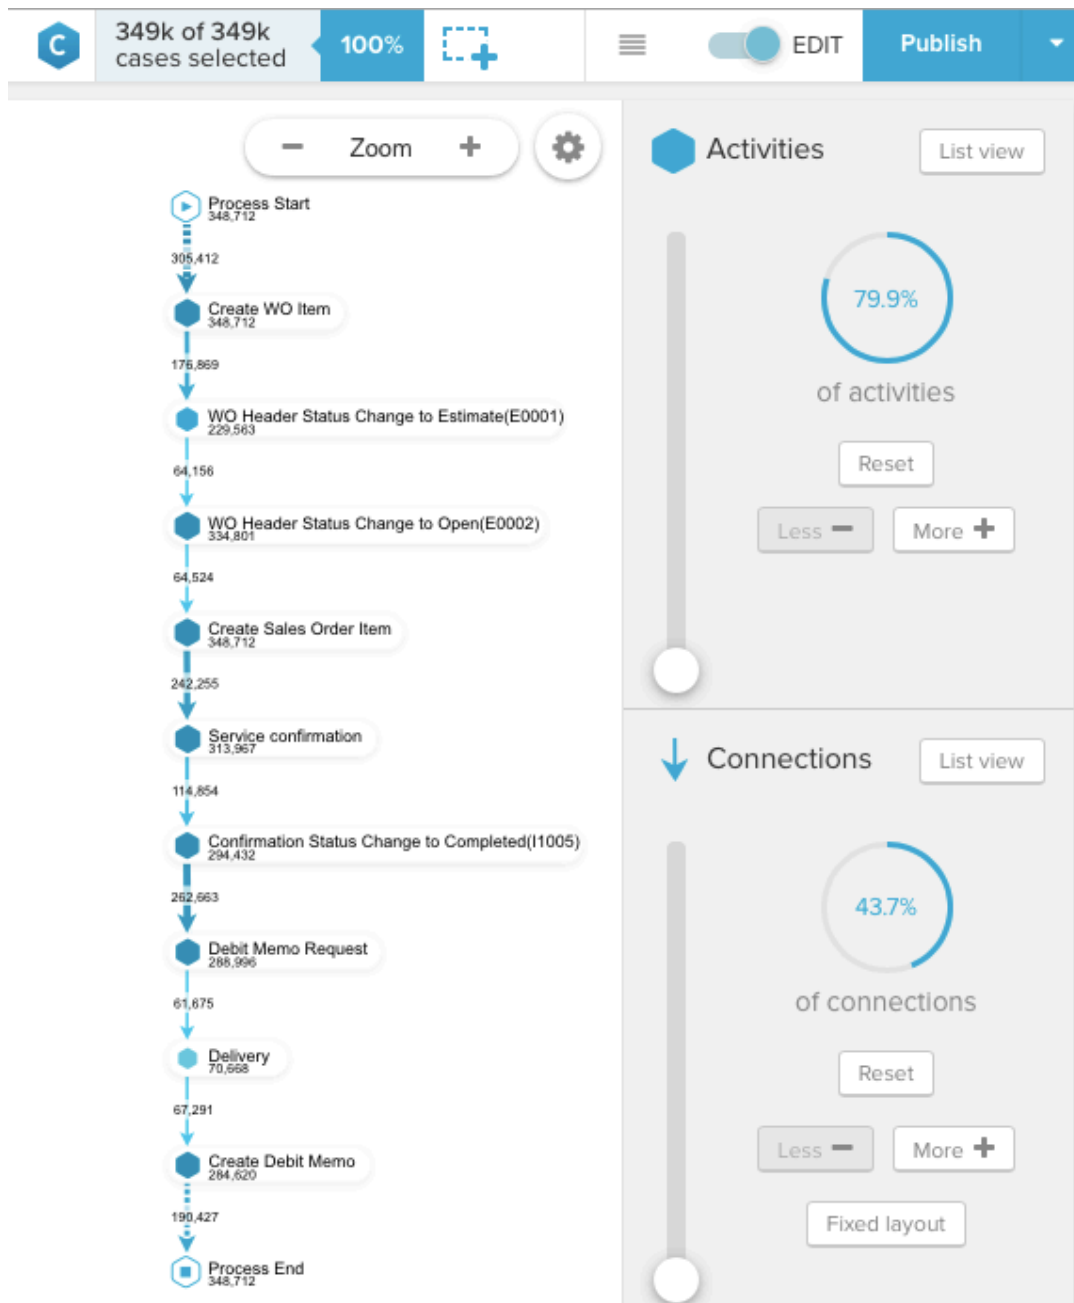 C
349k of 349k
cases selected
100%
EDIT
Publish
Zoom
Process Start
348,712
305,412
Create WO Item
348,712
176,869
WO Header Status Change to Estimate(E0001)
229,563
64,156
WO Header Status Change to Open(E0002)
334,801
64,524
Create Sales Order Item
348,712
242,255
Service confirmation
313,967
114,854
Confirmation Status Change to Completed(I1005)
294,432
262,663
Debit Memo Request
288,996
61,675
Delivery
70,668
67,291
Create Debit Memo
284,620
190,427
Process End
348,712
Activities
List view
79.9%
of activities
Reset
Less −
More +
Connections
List view
43.7%
of connections
Reset
Less −
More +
Fixed layout